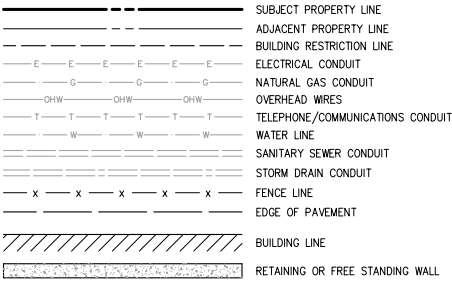 SUBJECT PROPERTY LINE
ADJACENT PROPERTY LINE
BUILDING RESTRICTION LINE
E E E E E E ELECTRICAL CONDUIT
G G G NATURAL GAS CONDUIT
OHW OHW OHW OVERHEAD WIRES
T T T T T T TELEPHONE/COMMUNICATIONS CONDUIT
W W W WATER LINE
SANITARY SEWER CONDUIT
STORM DRAIN CONDUIT
X X X X X FENCE LINE
EDGE OF PAVEMENT
BUILDING LINE
RETAINING OR FREE STANDING WALL